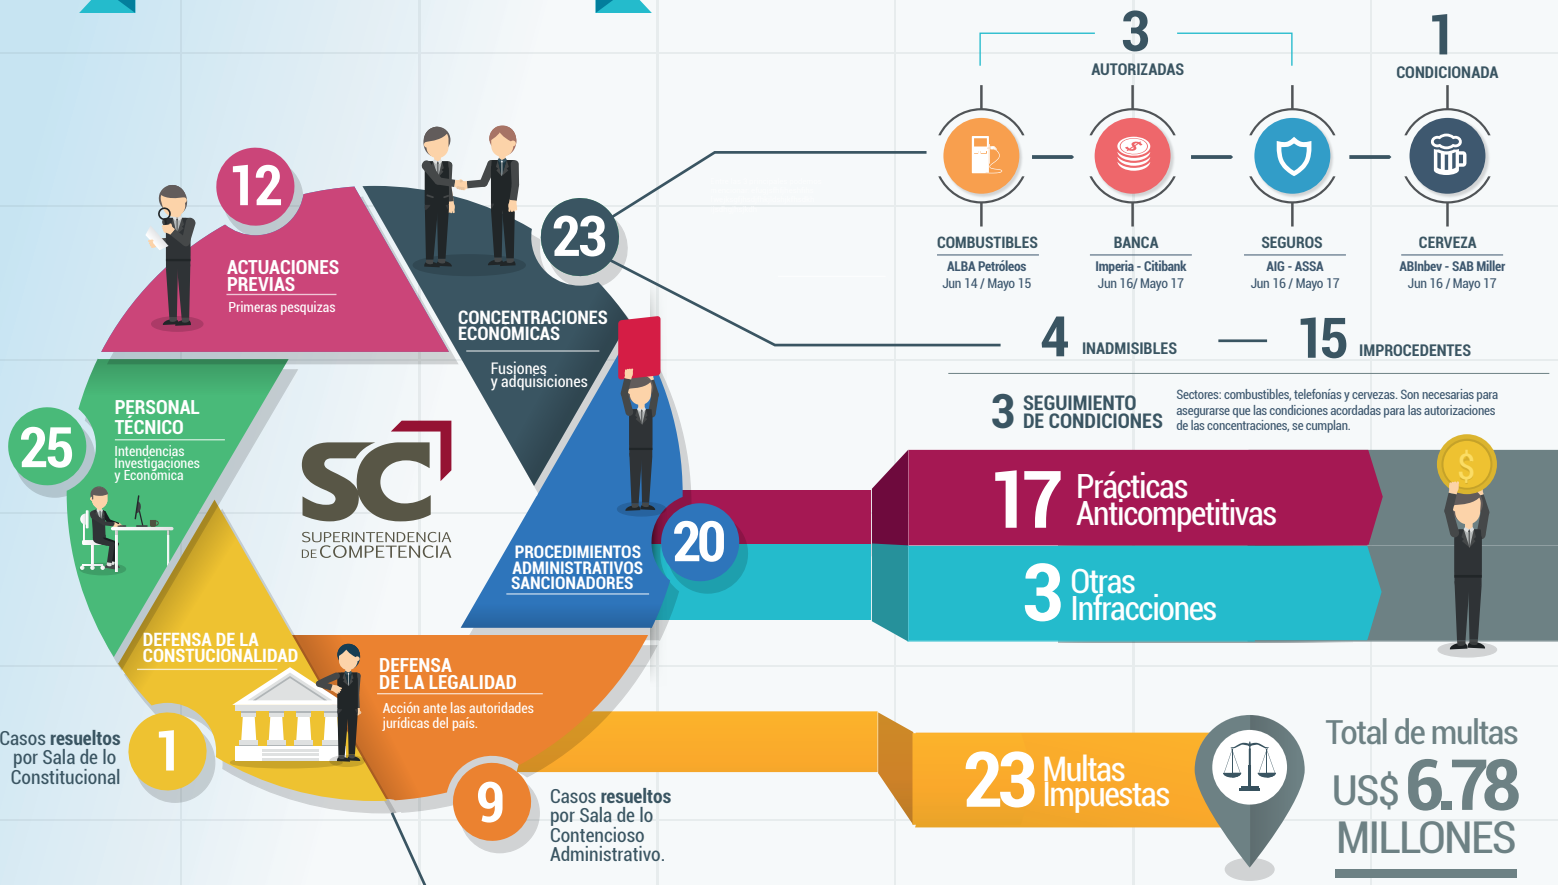 3
AUTORIZADAS
1
CONDICIONADA
COMBUSTIBLES
ALBA Petróleos
Jun 14 / Mayo 15
BANCA
Imperia - Citibank
Jun 16/ Mayo 17
SEGUROS
AIG - ASSA
Jun 16 / Mayo 17
CERVEZA
ABInbev - SAB Miller
Jun 16 / Mayo 17
4 INADMISIBLES
15 IMPROCEDENTES
3 SEGUIMIENTO
DE CONDICIONES
Sectores: combustibles, telefonías y cervezas. Son necesarias para
asegurarse que las condiciones acordadas para las autorizaciones
de las concentraciones, se cumplan.
12
ACTUACIONES
PREVIAS
Primeras pesquizas
23
CONCENTRACIONES
ECONÓMICAS
Fusiones
y adquisiciones
25
PERSONAL
TÉCNICO
Intendencias
Investigaciones
y Económica
SC
SUPERINTENDENCIA
DE COMPETENCIA
20
PROCEDIMIENTOS
ADMINISTRATIVOS
SANCIONADORES
17 Prácticas
Anticompetitivas
3 Otras
Infracciones
$
DEFENSA DE LA
CONSTUCIONALIDAD
1
Casos resueltos
por Sala de lo
Constitucional
DEFENSA
DE LA LEGALIDAD
Acción ante las autoridades
jurídicas del país.
9
Casos resueltos
por Sala de lo
Contencioso
Administrativo.
23 Multas
Impuestas
Total de multas
US$ 6.78
MILLONES